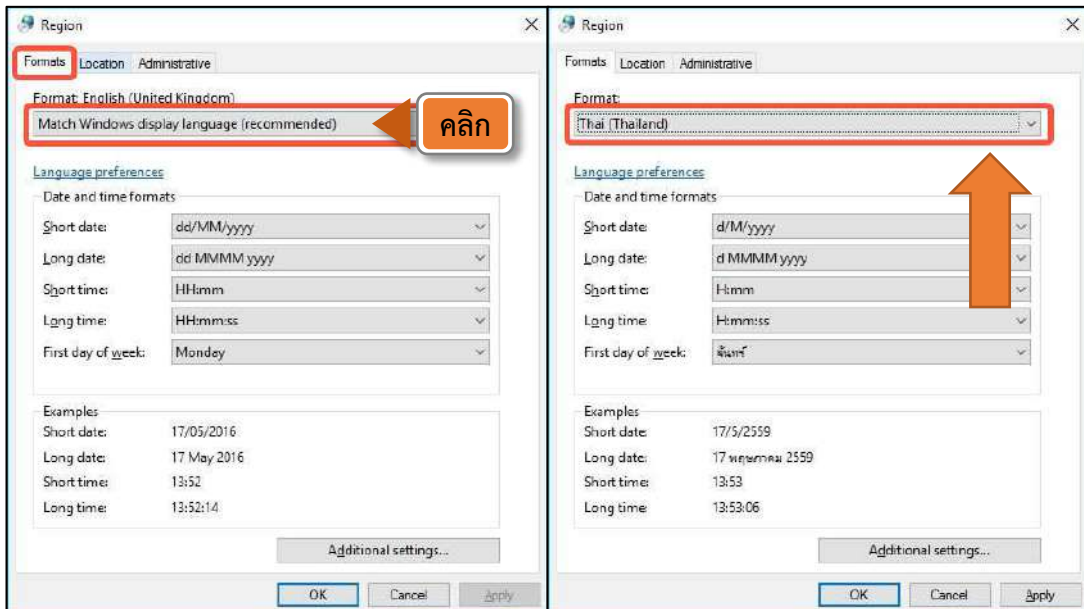 Region
Formats Location Administrative
Format: English (United Kingdom)
Match Windows display language (recommended)
คลิก
Language preferences
Date and time formats
Short date: dd/MM/yyyy
Long date: dd MMMM yyyy
Short time: HH:mm
Long time: HH:mm:ss
First day of week: Monday
Examples
Short date: 17/05/2016
Long date: 17 May 2016
Short time: 13:52
Long time: 13:52:14
Additional settings...
OK Cancel Apply
Region
Formats Location Administrative
Format:
Thai (Thailand)
Language preferences
Date and time formats
Short date: d/M/yyyy
Long date: d MMMM yyyy
Short time: H:mm
Long time: H:mm:ss
First day of week: จันทร์
Examples
Short date: 17/5/2559
Long date: 17 พฤษภาคม 2559
Short time: 13:53
Long time: 13:53:06
Additional settings...
OK Cancel Apply